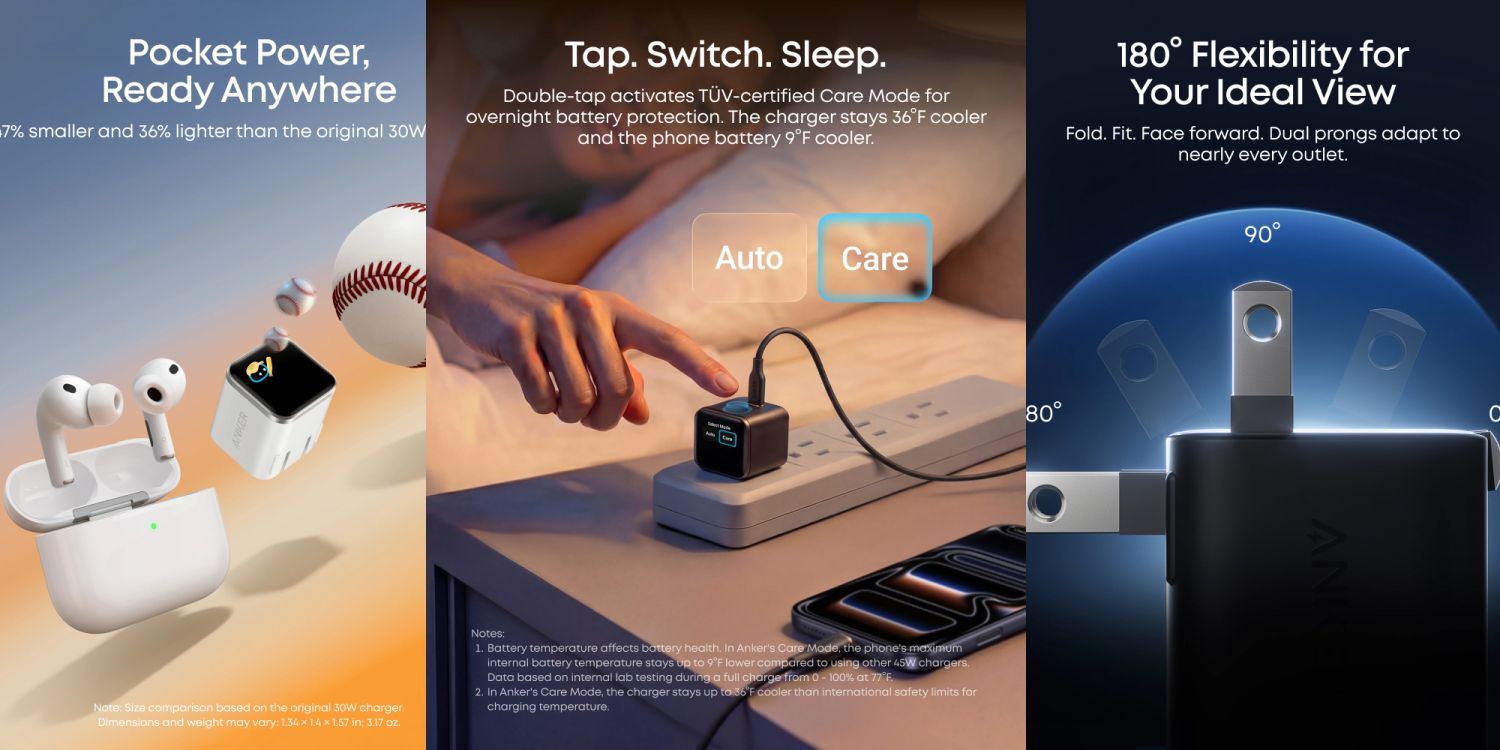 Pocket Power,
Ready Anywhere
47% smaller and 36% lighter than the original 30W
ANKER
Note: Size comparison based on the original 30W charger.
Dimensions and weight may vary: 1.34 × 1.4 × 1.57 in; 3.17 oz.
Tap. Switch. Sleep.
Double-tap activates TÜV-certified Care Mode for
overnight battery protection. The charger stays 36°F cooler
and the phone battery 9°F cooler.
Auto
Care
Select Mode
Auto Care
Notes:
1. Battery temperature affects battery health. In Anker's Care Mode, the phone's maximum
internal battery temperature stays up to 9°F lower compared to using other 45W chargers.
Data based on internal lab testing during a full charge from 0 - 100% at 77°F.
2. In Anker's Care Mode, the charger stays up to 36°F cooler than international safety limits for
charging temperature.
180° Flexibility for
Your Ideal View
Fold. Fit. Face forward. Dual prongs adapt to
nearly every outlet.
90°
80°
0
ANKER